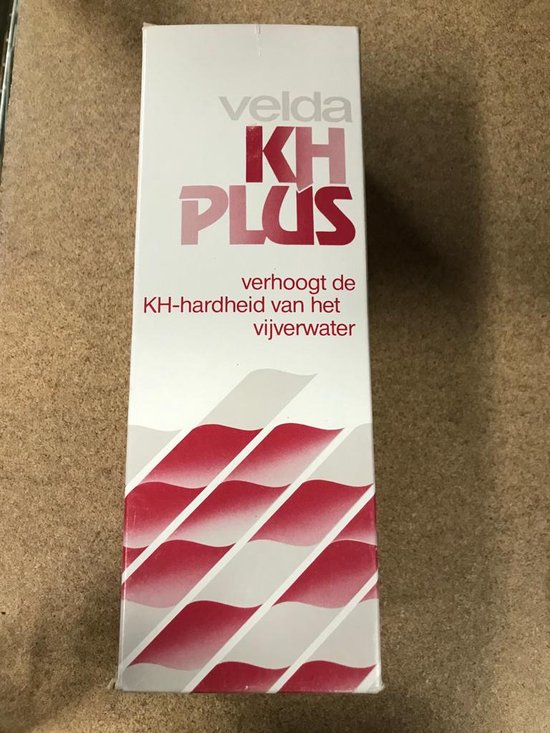 velda
KH
PLUS
verhoogt de
KH-hardheid van het
vijverwater